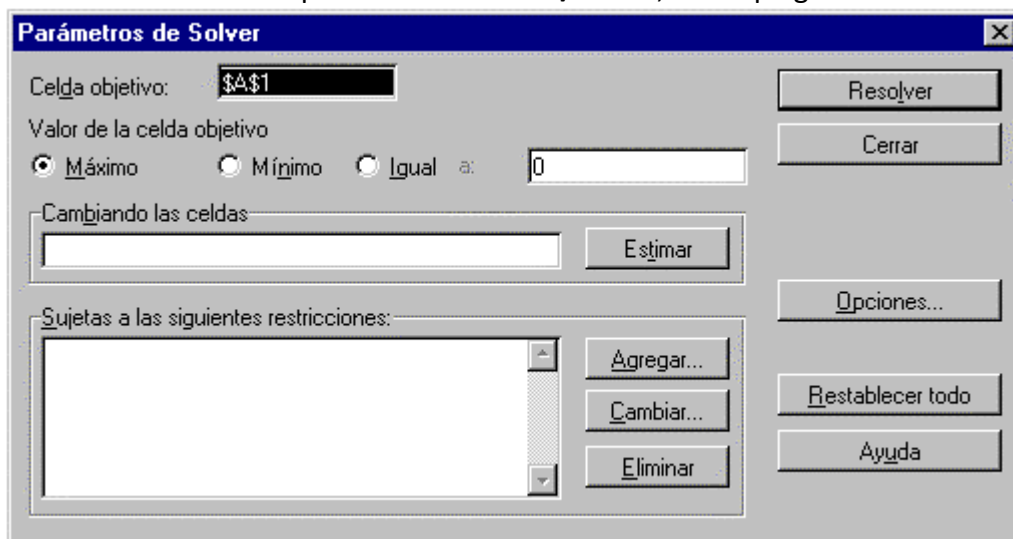 Parámetros de Solver
Celda objetivo: $A$1
Resolver
Valor de la celda objetivo
Cerrar
Máximo Mínimo Igual a: 0
Cambiando las celdas
Estimar
Opciones...
Sujetas a las siguientes restricciones:
Agregar...
Restablecer todo
Cambiar...
Ayuda
Eliminar